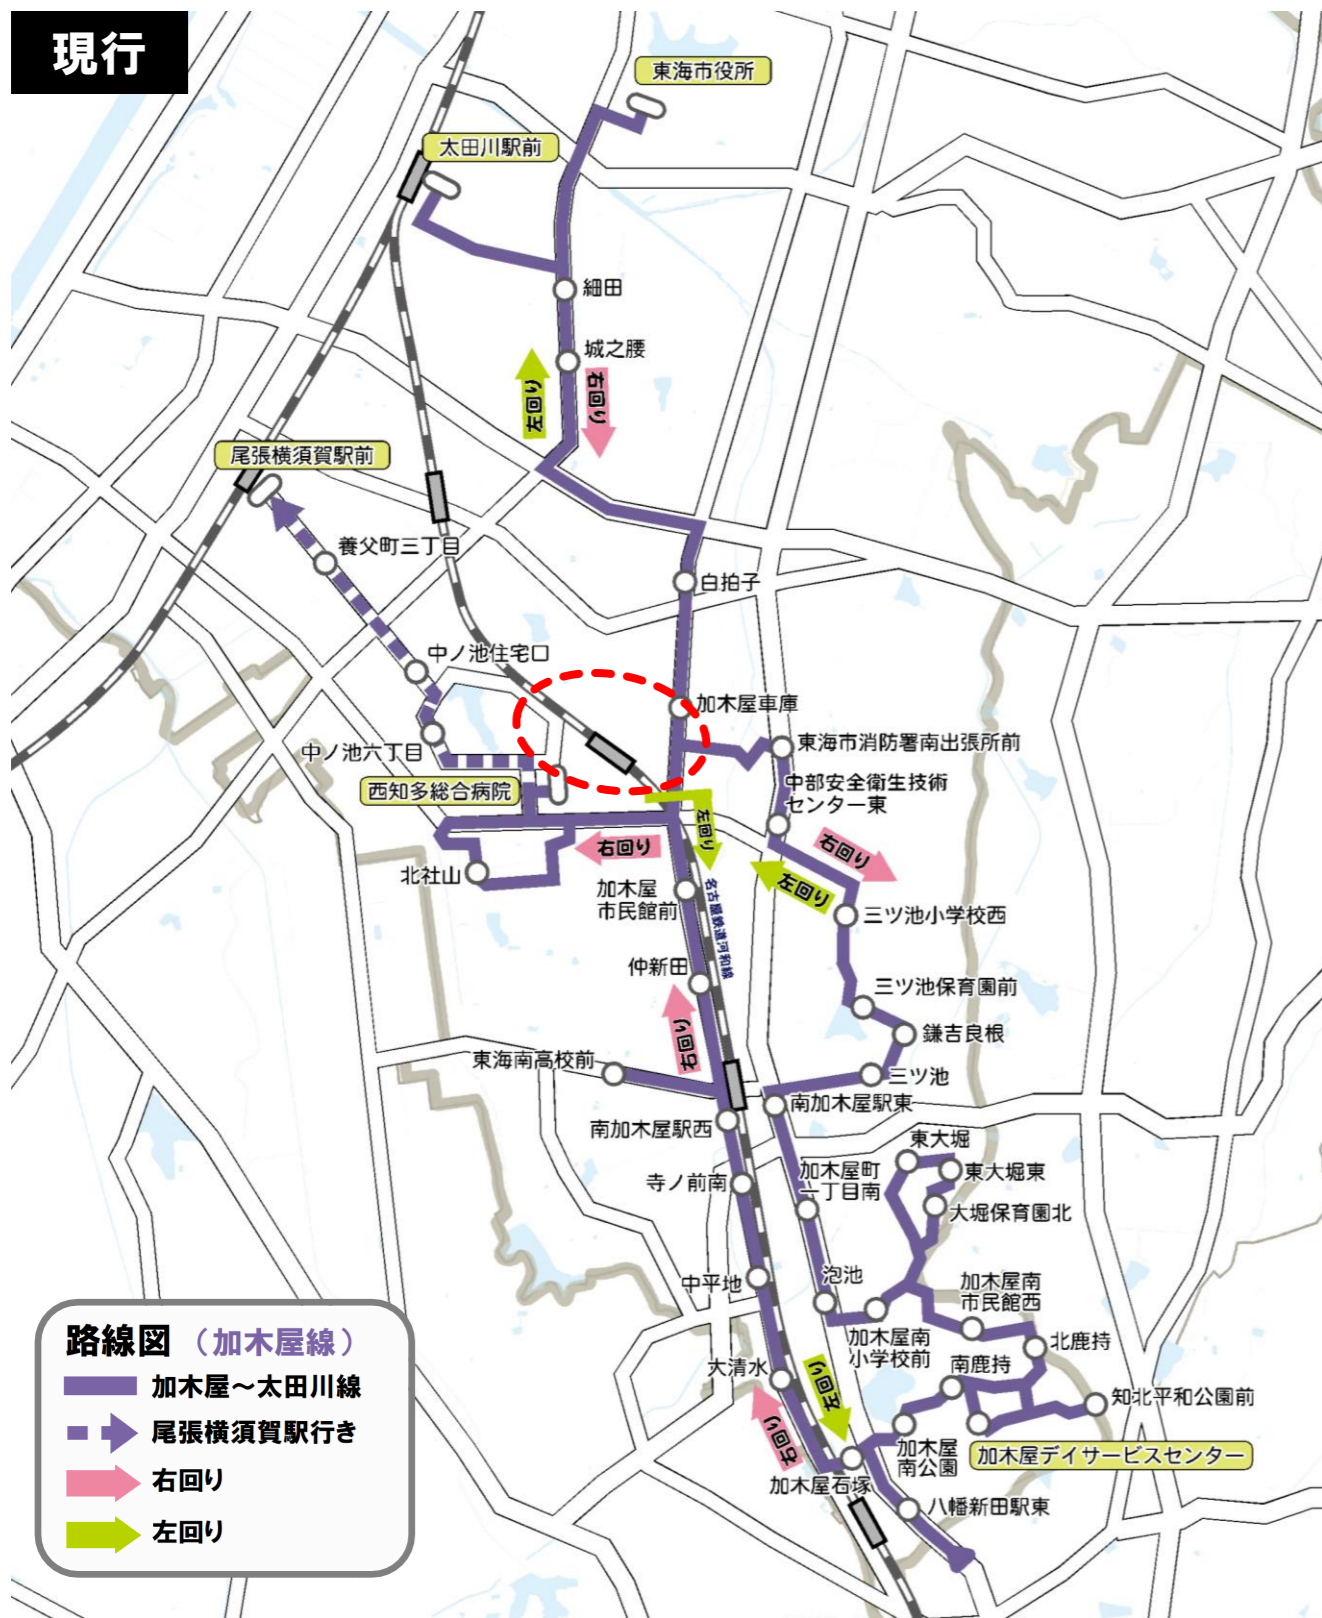 現行
東海市役所
太田川駅前
細田
城之腰
左回り
右回り
尾張横須賀駅前
養父町三丁目
白拍子
中ノ池住宅口
加木屋車庫
中ノ池六丁目
東海市消防署南出張所前
西知多総合病院
中部安全衛生技術
センター東
左回り
右回り
右回り
左回り
北社山
加木屋
市民館前
名古屋鉄道河和線
三ツ池小学校西
仲新田
三ツ池保育園前
右回り
鎌吉良根
東海南高校前
三ツ池
南加木屋駅東
南加木屋駅西
東大堀
加木屋町
一丁目南
東大堀東
寺ノ前南
大堀保育園北
中平地
泡池
加木屋南
市民館西
加木屋南
小学校前
北鹿持
大清水
左回り
南鹿持
知北平和公園前
右回り
加木屋
南公園
加木屋デイサービスセンター
加木屋石塚
八幡新田駅東
路線図（加木屋線）
加木屋～太田川線
尾張横須賀駅行き
右回り
左回り